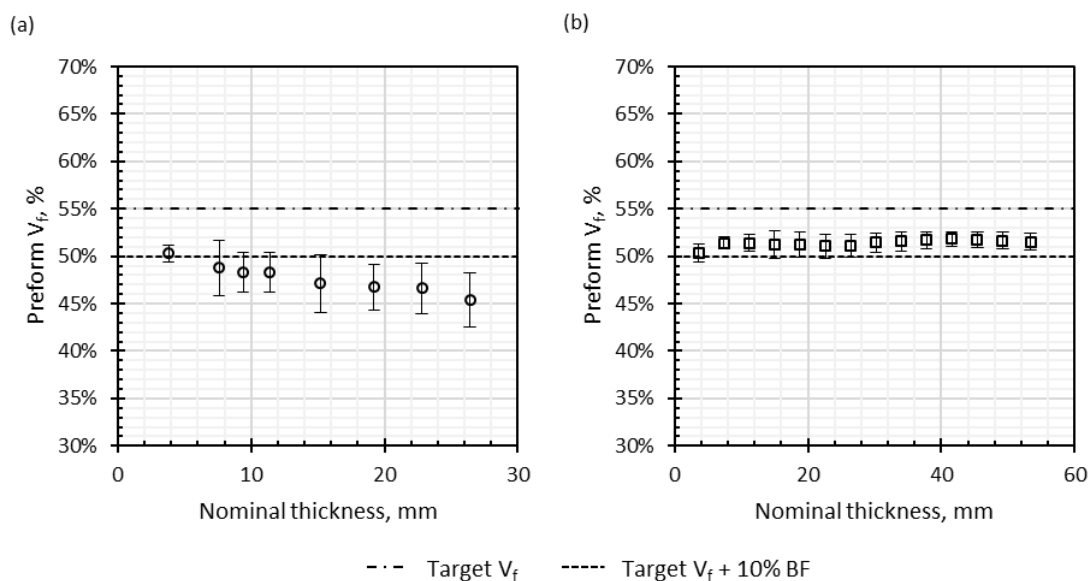 (a)
70%
65%
60%
55%
50%
45%
40%
35%
30%
Preform Vf, %
0 10 20 30
Nominal thickness, mm
(b)
70%
65%
60%
55%
50%
45%
40%
35%
30%
Preform Vf, %
0 20 40 60
Nominal thickness, mm
Target Vf
Target Vf + 10% BF